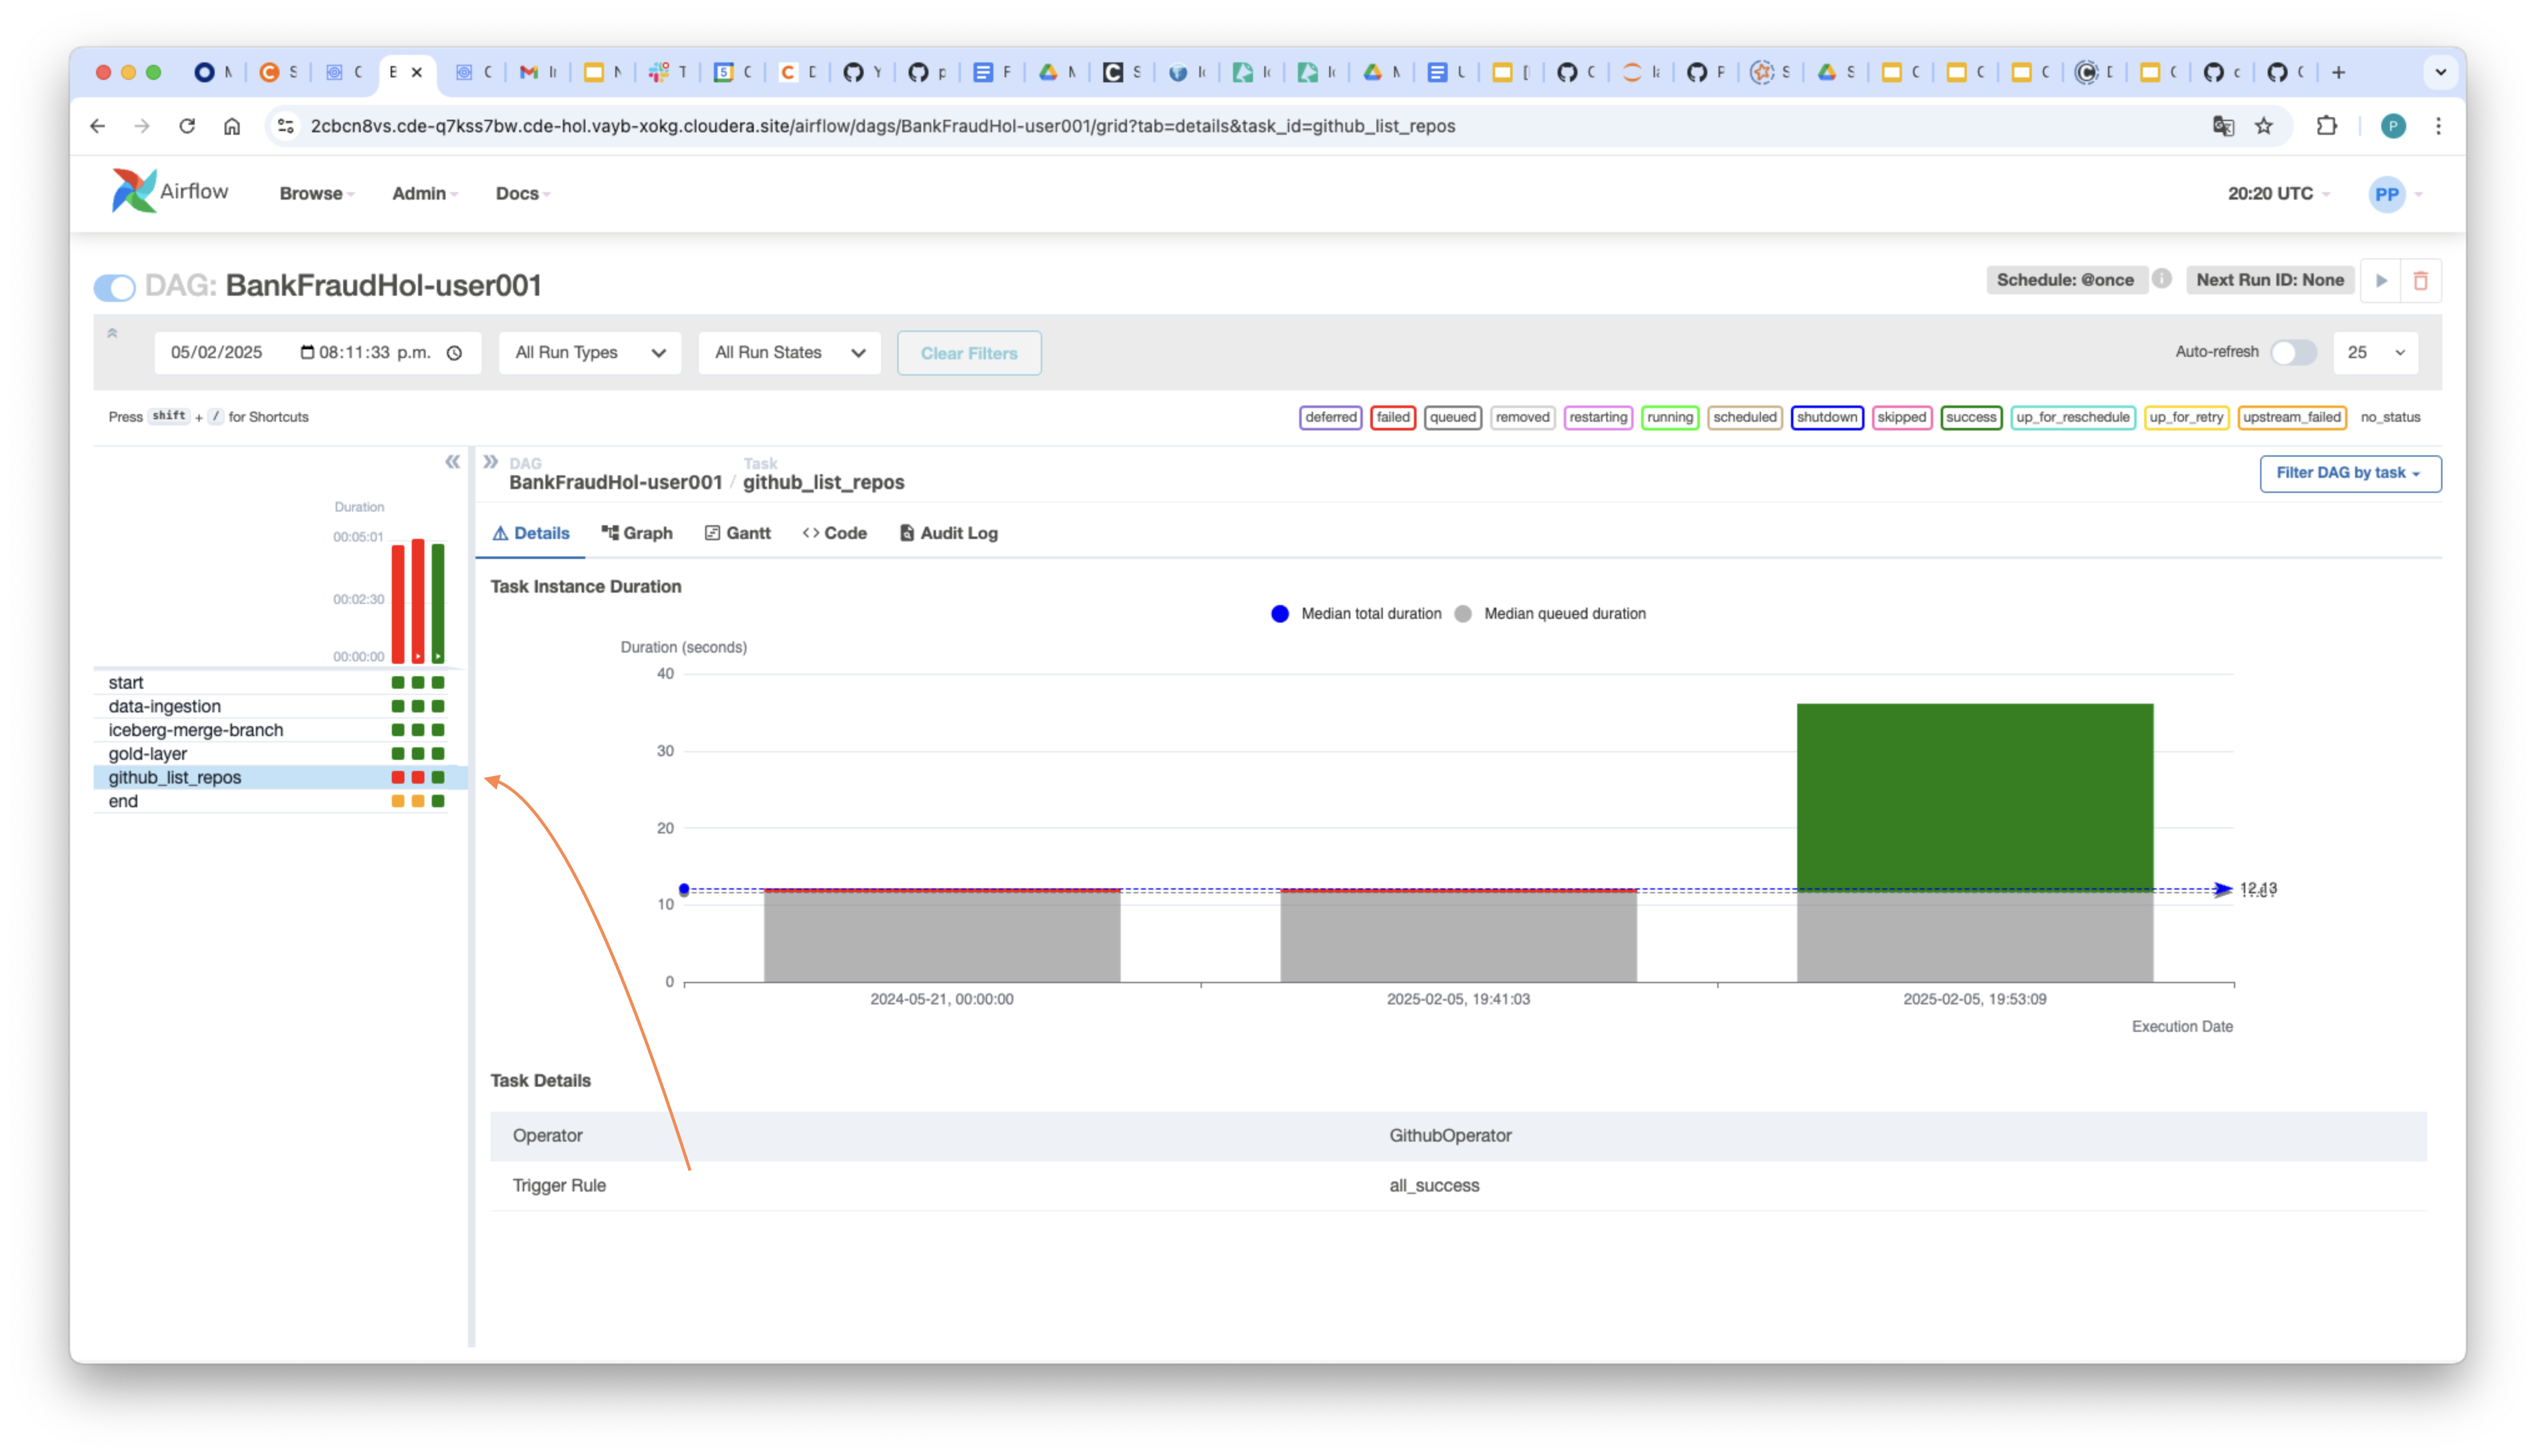 2cbcn8vs.cde-q7kss7bw.cde-hol.vayb-xokg.cloudera.site/airflow/dags/BankFraudHol-user001/grid?tab=details&task_id=github_list_repos
Airflow Browse Admin Docs 20:20 UTC PP
DAG: BankFraudHol-user001 Schedule: @once Next Run ID: None
05/02/2025 08:11:33 p.m. All Run Types All Run States Clear Filters Auto-refresh 25
Press shift + / for Shortcuts deferred failed queued removed restarting running scheduled shutdown skipped success up_for_reschedule up_for_retry upstream_failed no_status
DAG Task
BankFraudHol-user001 / github_list_repos Filter DAG by task
Duration
00:05:01
00:02:30
00:00:00
start
data-ingestion
iceberg-merge-branch
gold-layer
github_list_repos
end
Details Graph Gantt Code Audit Log
Task Instance Duration
Median total duration Median queued duration
Duration (seconds)
40
30
20
10
0
12.13
2024-05-21, 00:00:00 2025-02-05, 19:41:03 2025-02-05, 19:53:09
Execution Date
Task Details
Operator GithubOperator
Trigger Rule all_success